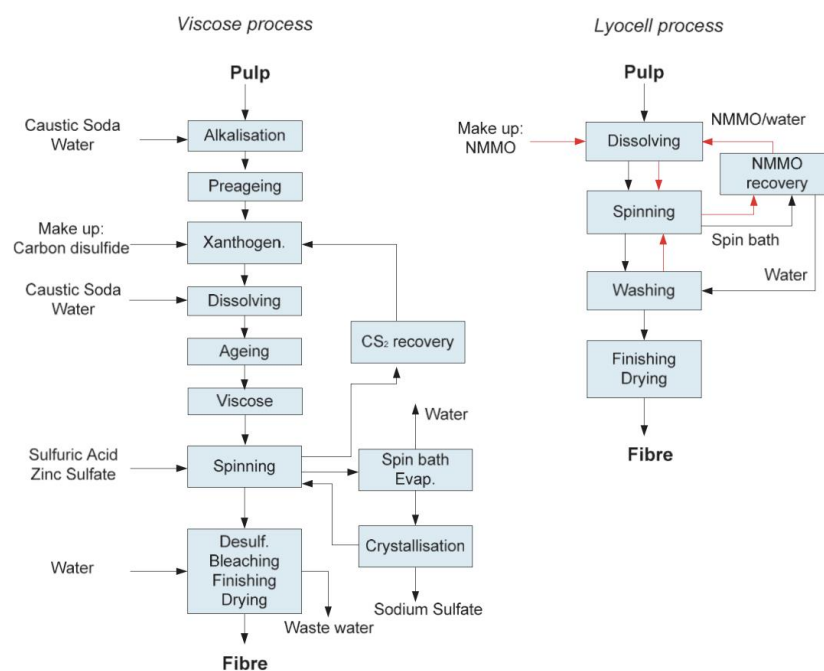 Viscose process
Pulp
Caustic Soda
Water
Alkalisation
Preageing
Make up:
Carbon disulfide
Xanthogen.
Caustic Soda
Water
Dissolving
Ageing
CS₂ recovery
Viscose
Water
Sulfuric Acid
Zinc Sulfate
Spinning
Spin bath
Evap.
Water
Desulf.
Bleaching
Finishing
Drying
Crystallisation
Sodium Sulfate
Waste water
Fibre
Lyocell process
Pulp
Make up:
NMMO
Dissolving
NMMO/water
NMMO
recovery
Spinning
Spin bath
Water
Washing
Finishing
Drying
Fibre